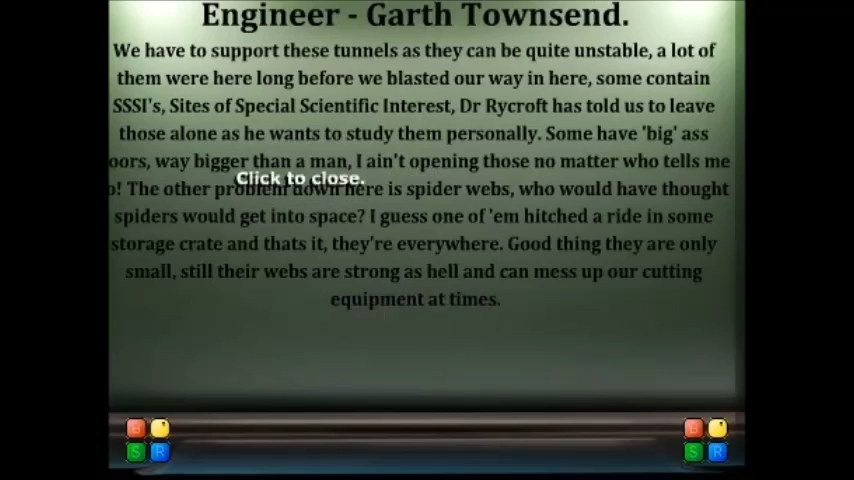 Engineer - Garth Townsend.
We have to support these tunnels as they can be quite unstable, a lot of
them were here long before we blasted our way in here, some contain
SSSI's, Sites of Special Scientific Interest, Dr Rycroft has told us to leave
those alone as he wants to study them personally. Some have 'big' ass
oors, way bigger than a man, I ain't opening those no matter who tells me
o! The other problem down here is spider webs, who would have thought
Click to close.
spiders would get into space? I guess one of 'em hitched a ride in some
storage crate and thats it, they're everywhere. Good thing they are only
small, still their webs are strong as hell and can mess up our cutting
equipment at times.
B '
S R
B '
S R